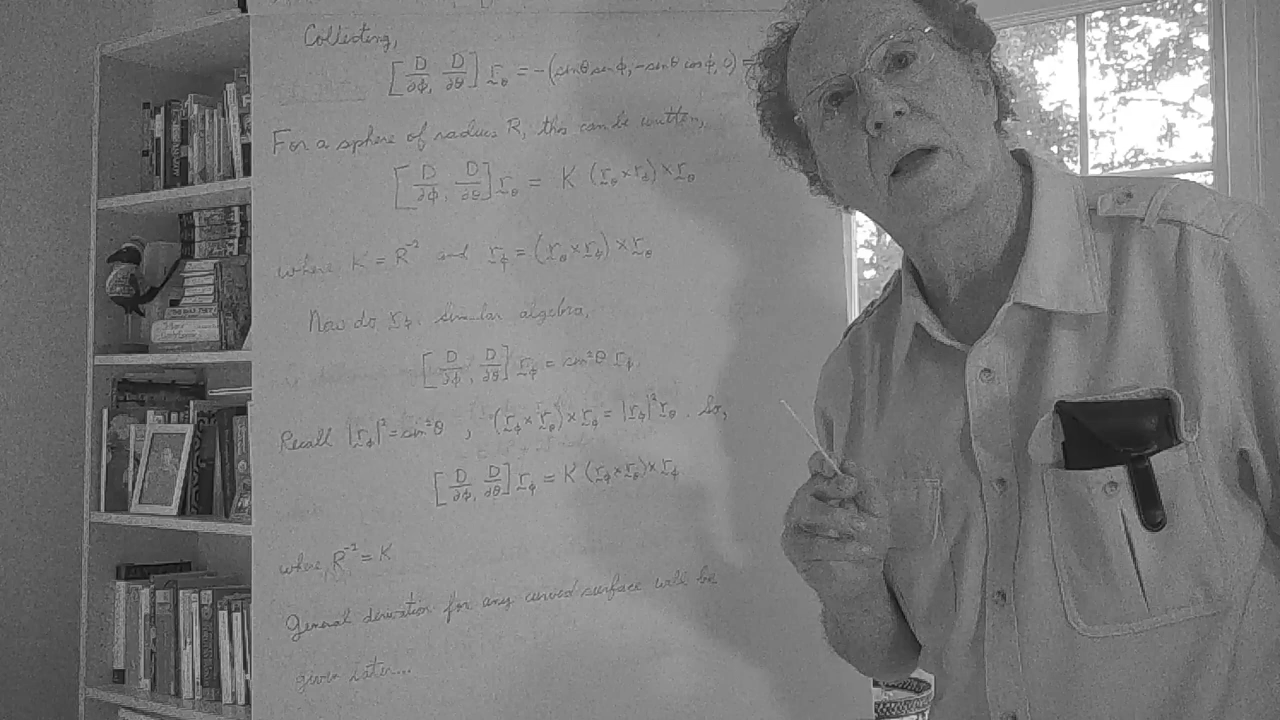 Collecting,
[D/∂φ, D/∂θ] r_θ = -(sinθ sinφ, -sinθ cosφ, 0) =
For a sphere of radius R, this can be written,
[D/∂φ, D/∂θ] r_θ = K (r_θ × r_φ) × r_θ
where, K = R⁻² and r_φ = (r_θ × r_φ) × r_θ
Now do r_φ, similar algebra,
[D/∂φ, D/∂θ] r_φ = sin²θ r_φ
Recall |r_φ|² = sin²θ , (r_φ × r_θ) × r_φ = |r_φ|² r_θ . So,
[D/∂φ, D/∂θ] r_φ = K (r_φ × r_θ) × r_φ
where, R⁻² = K
General derivation for any curved surface will be
given later....